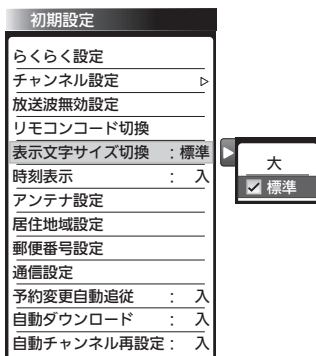 初期設定
らくらく設定
チャンネル設定
放送波無効設定
リモコンコード切換
表示文字サイズ切換 : 標準
時刻表示 : 入
アンテナ設定
居住地域設定
郵便番号設定
通信設定
予約変更自動追従 : 入
自動ダウンロード : 入
自動チャンネル再設定 : 入
大
標準